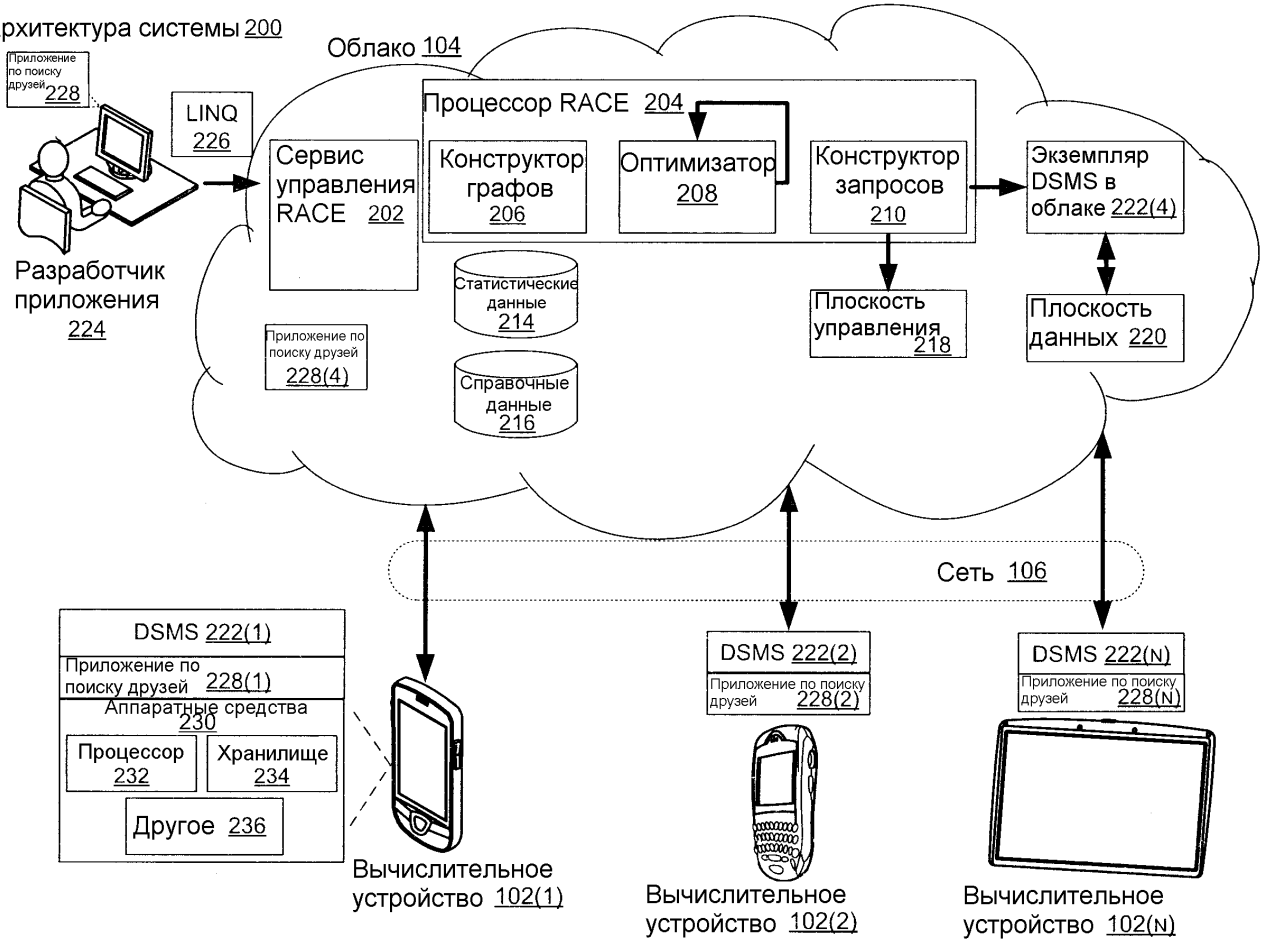 рхитектура системы 200
Приложение
по поиску
друзей 228
LINQ
226
Разработчик
приложения
224
Облако 104
Процессор RACE 204
Сервис
управления
RACE 202
Конструктор
графов
206
Оптимизатор
208
Конструктор
запросов
210
Экземпляр
DSMS в
облаке 222(4)
Статистические
данные
214
Плоскость
управления
218
Плоскость
данных 220
Приложение по
поиску друзей
228(4)
Справочные
данные
216
Сеть 106
DSMS 222(1)
Приложение по
поиску друзей 228(1)
Аппаратные средства
230
Процессор
232
Хранилище
234
Другое 236
Вычислительное
устройство 102(1)
DSMS 222(2)
Приложение по поиску
друзей 228(2)
Вычислительное
устройство 102(2)
DSMS 222(N)
Приложение по поиску
друзей 228(N)
Вычислительное
устройство 102(N)